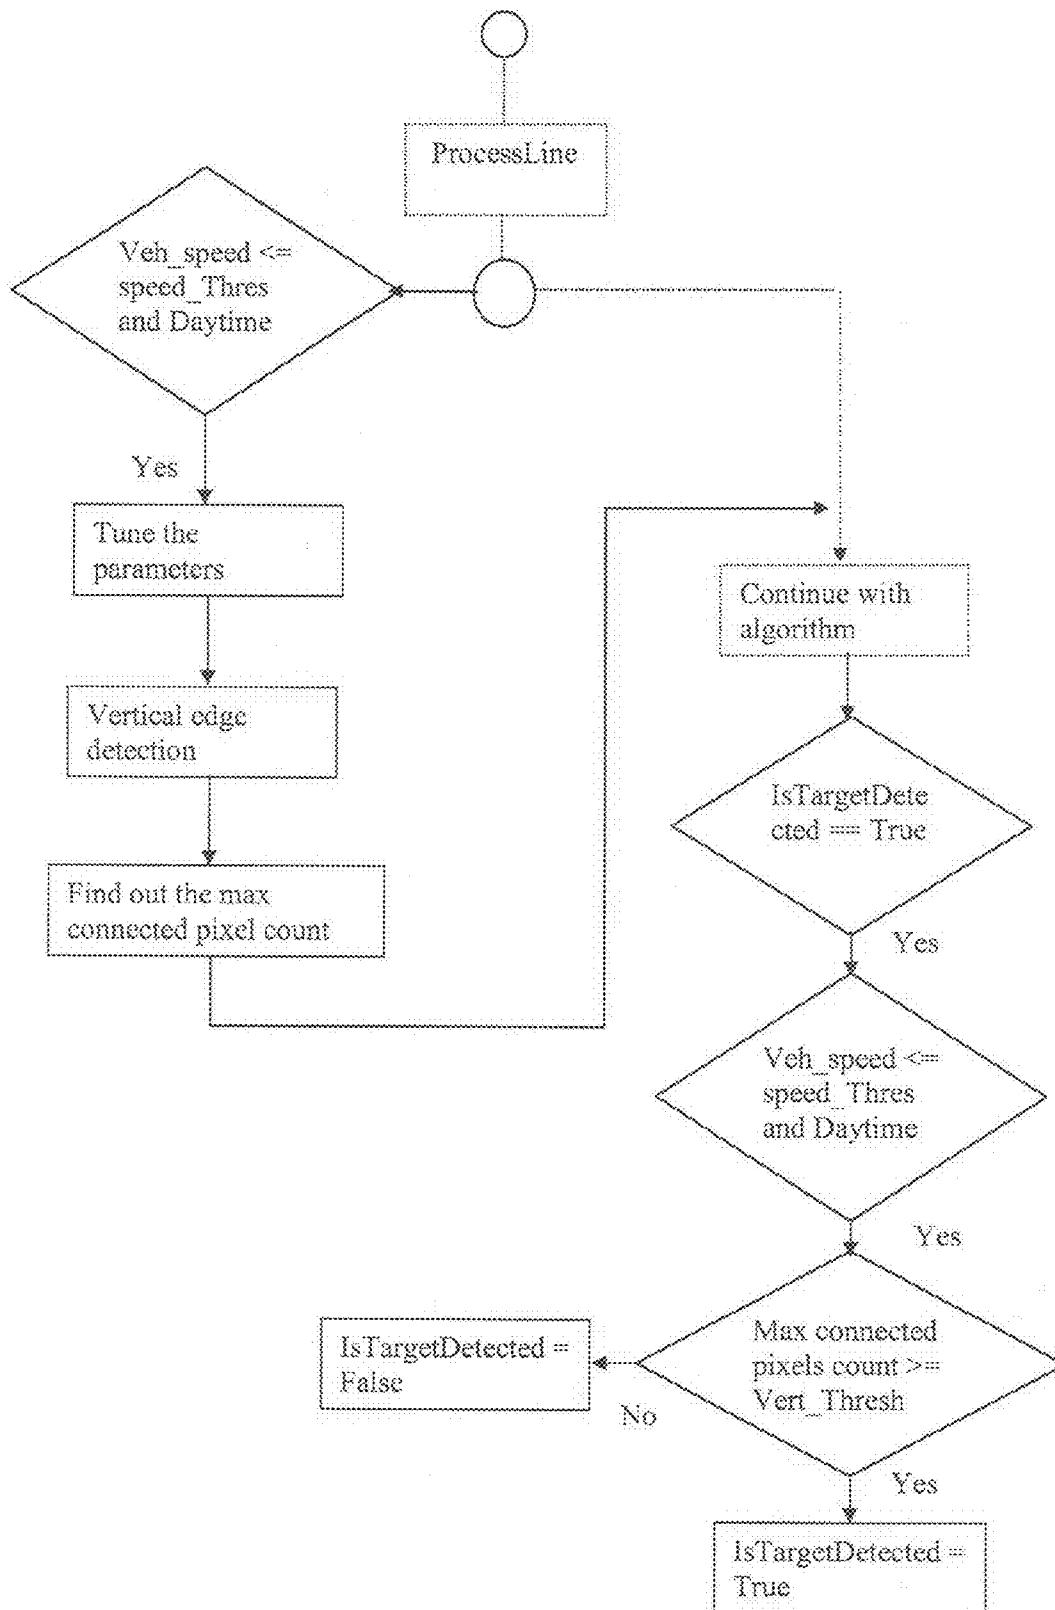 ProcessLine
Veh_speed <=
speed_Thres
and Daytime
Yes
Tune the
parameters
Vertical edge
detection
Find out the max
connected pixel count
Continue with
algorithm
IsTargetDete
cted == True
Yes
Veh_speed <=
speed_Thres
and Daytime
Yes
Max connected
pixels count >=
Vert_Thresh
IsTargetDetected =
False
No
Yes
IsTargetDetected =
True